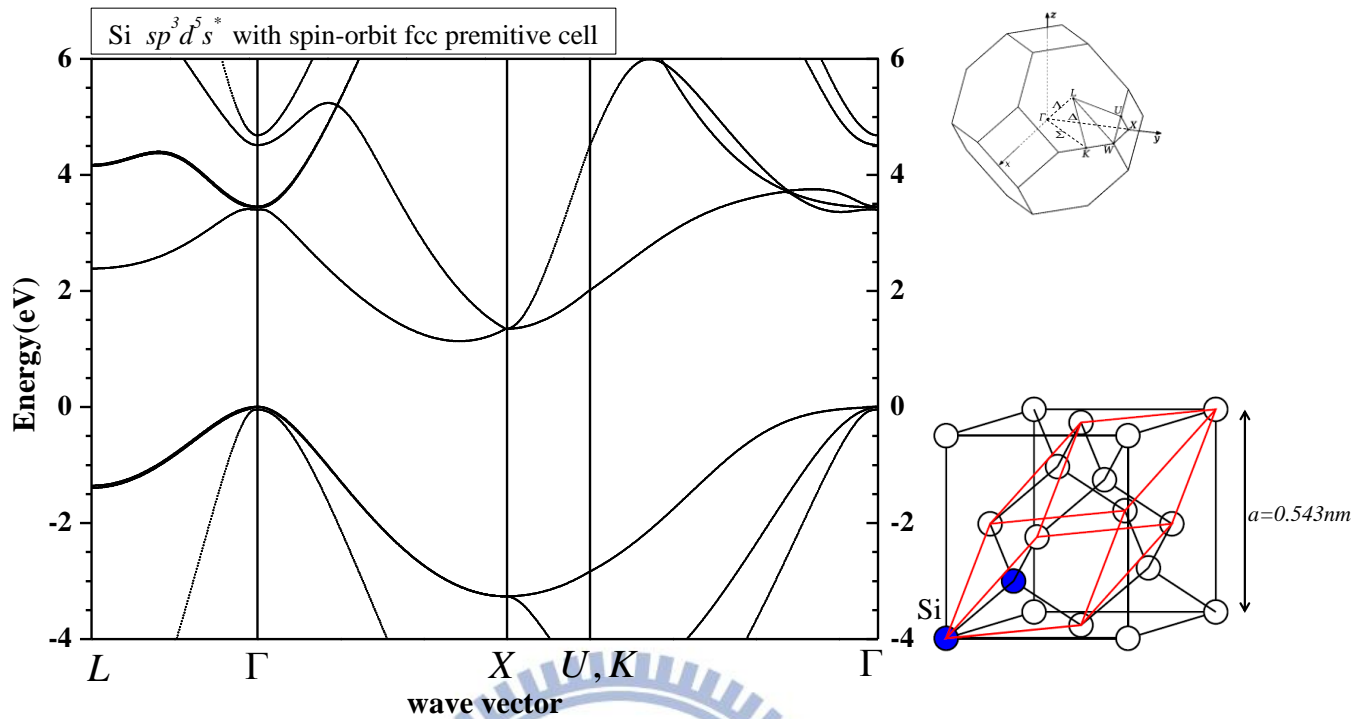 Si sp³d⁵s* with spin-orbit fcc premitive cell
6
4
2
0
-2
-4
Energy(eV)
6
4
2
0
-2
-4
L Γ X U,K Γ
wave vector
z
L
Λ
U
Γ
Δ
X
y
Σ
x
K
W
a=0.543nm
Si